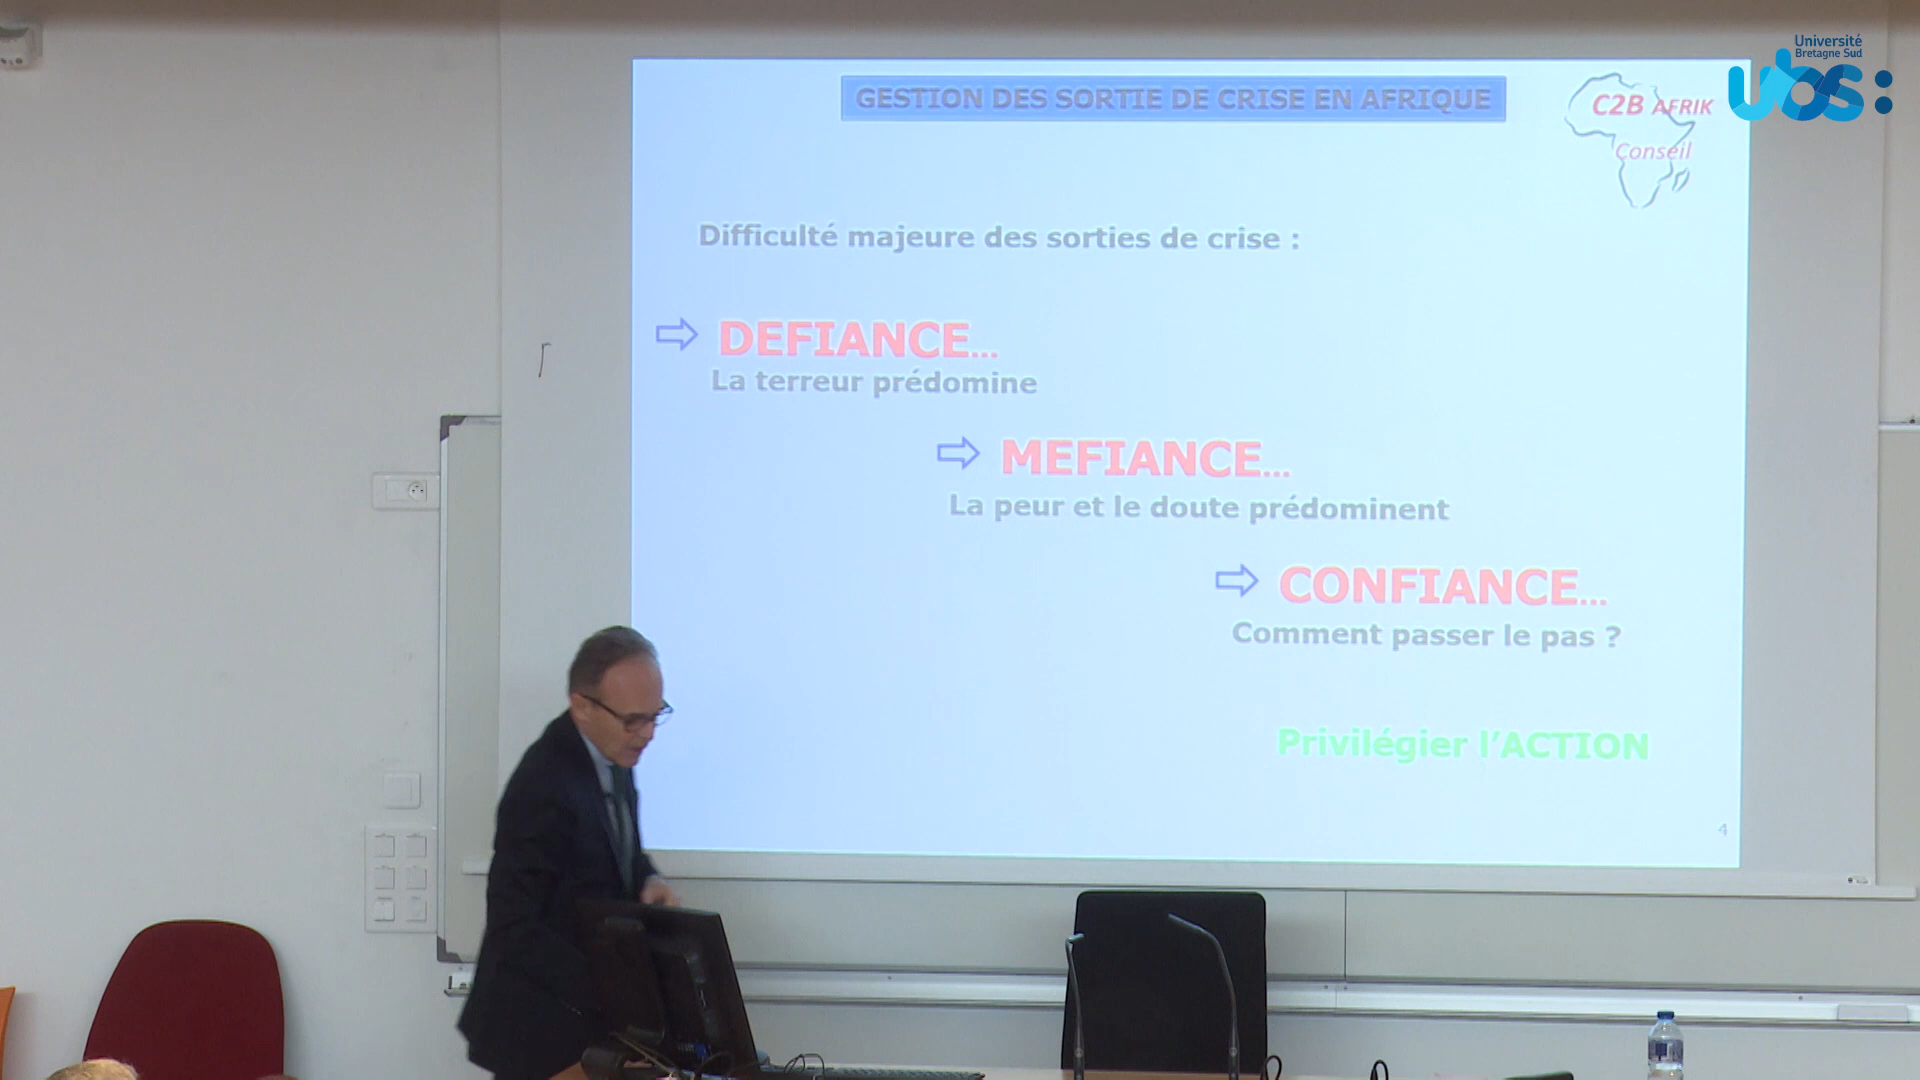 Université
Bretagne Sud
ubs:
GESTION DES SORTIE DE CRISE EN AFRIQUE
C2B AFRIK
Conseil
Difficulté majeure des sorties de crise :
DEFIANCE...
La terreur prédomine
MEFIANCE...
La peur et le doute prédominent
CONFIANCE...
Comment passer le pas ?
Privilégier l'ACTION
4